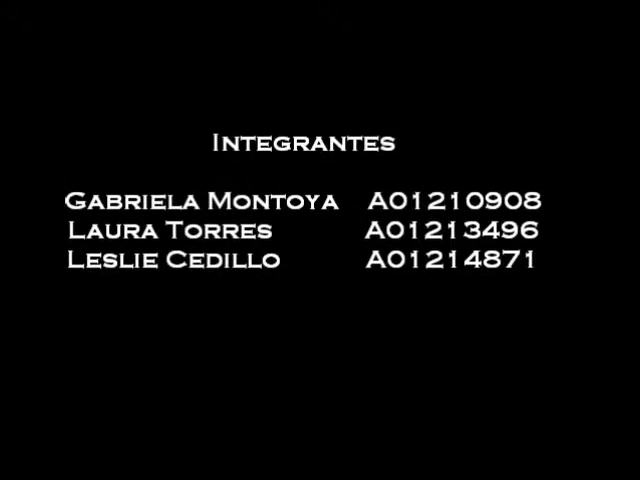 INTEGRANTES
GABRIELA MONTOYA A01210908
LAURA TORRES A01213496
LESLIE CEDILLO A01214871